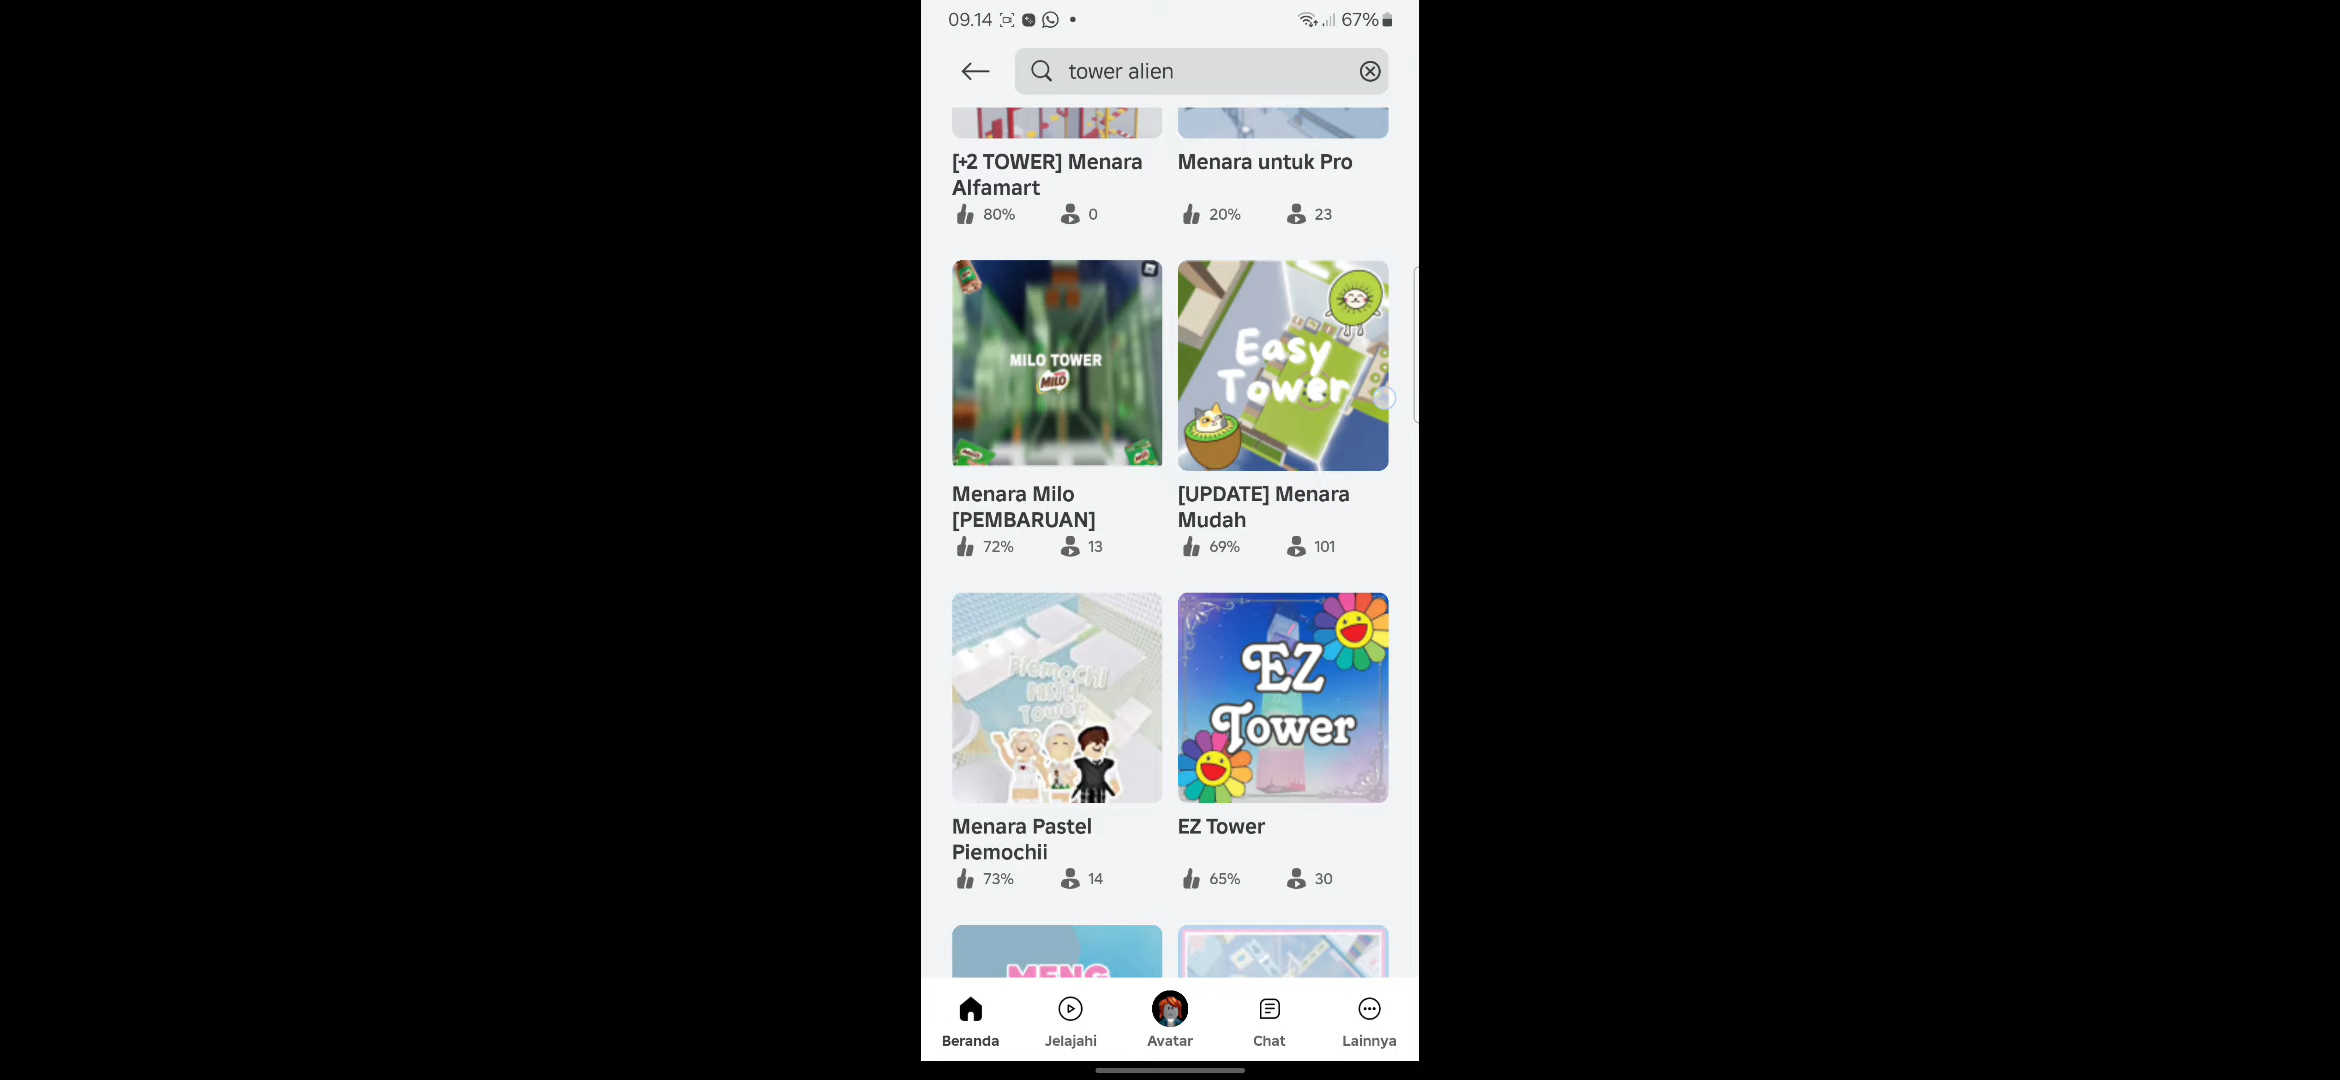 09.14
67%
tower alien
[+2 TOWER] Menara
Alfamart
80%
0
Menara untuk Pro
20%
23
MILO TOWER
MILO
Menara Milo
[PEMBARUAN]
72%
13
Easy
Tower
[UPDATE] Menara
Mudah
69%
101
Piemochi
PASTEL
Tower
Menara Pastel
Piemochii
73%
14
EZ
Tower
EZ Tower
65%
30
MENG
Beranda
Jelajahi
Avatar
Chat
Lainnya